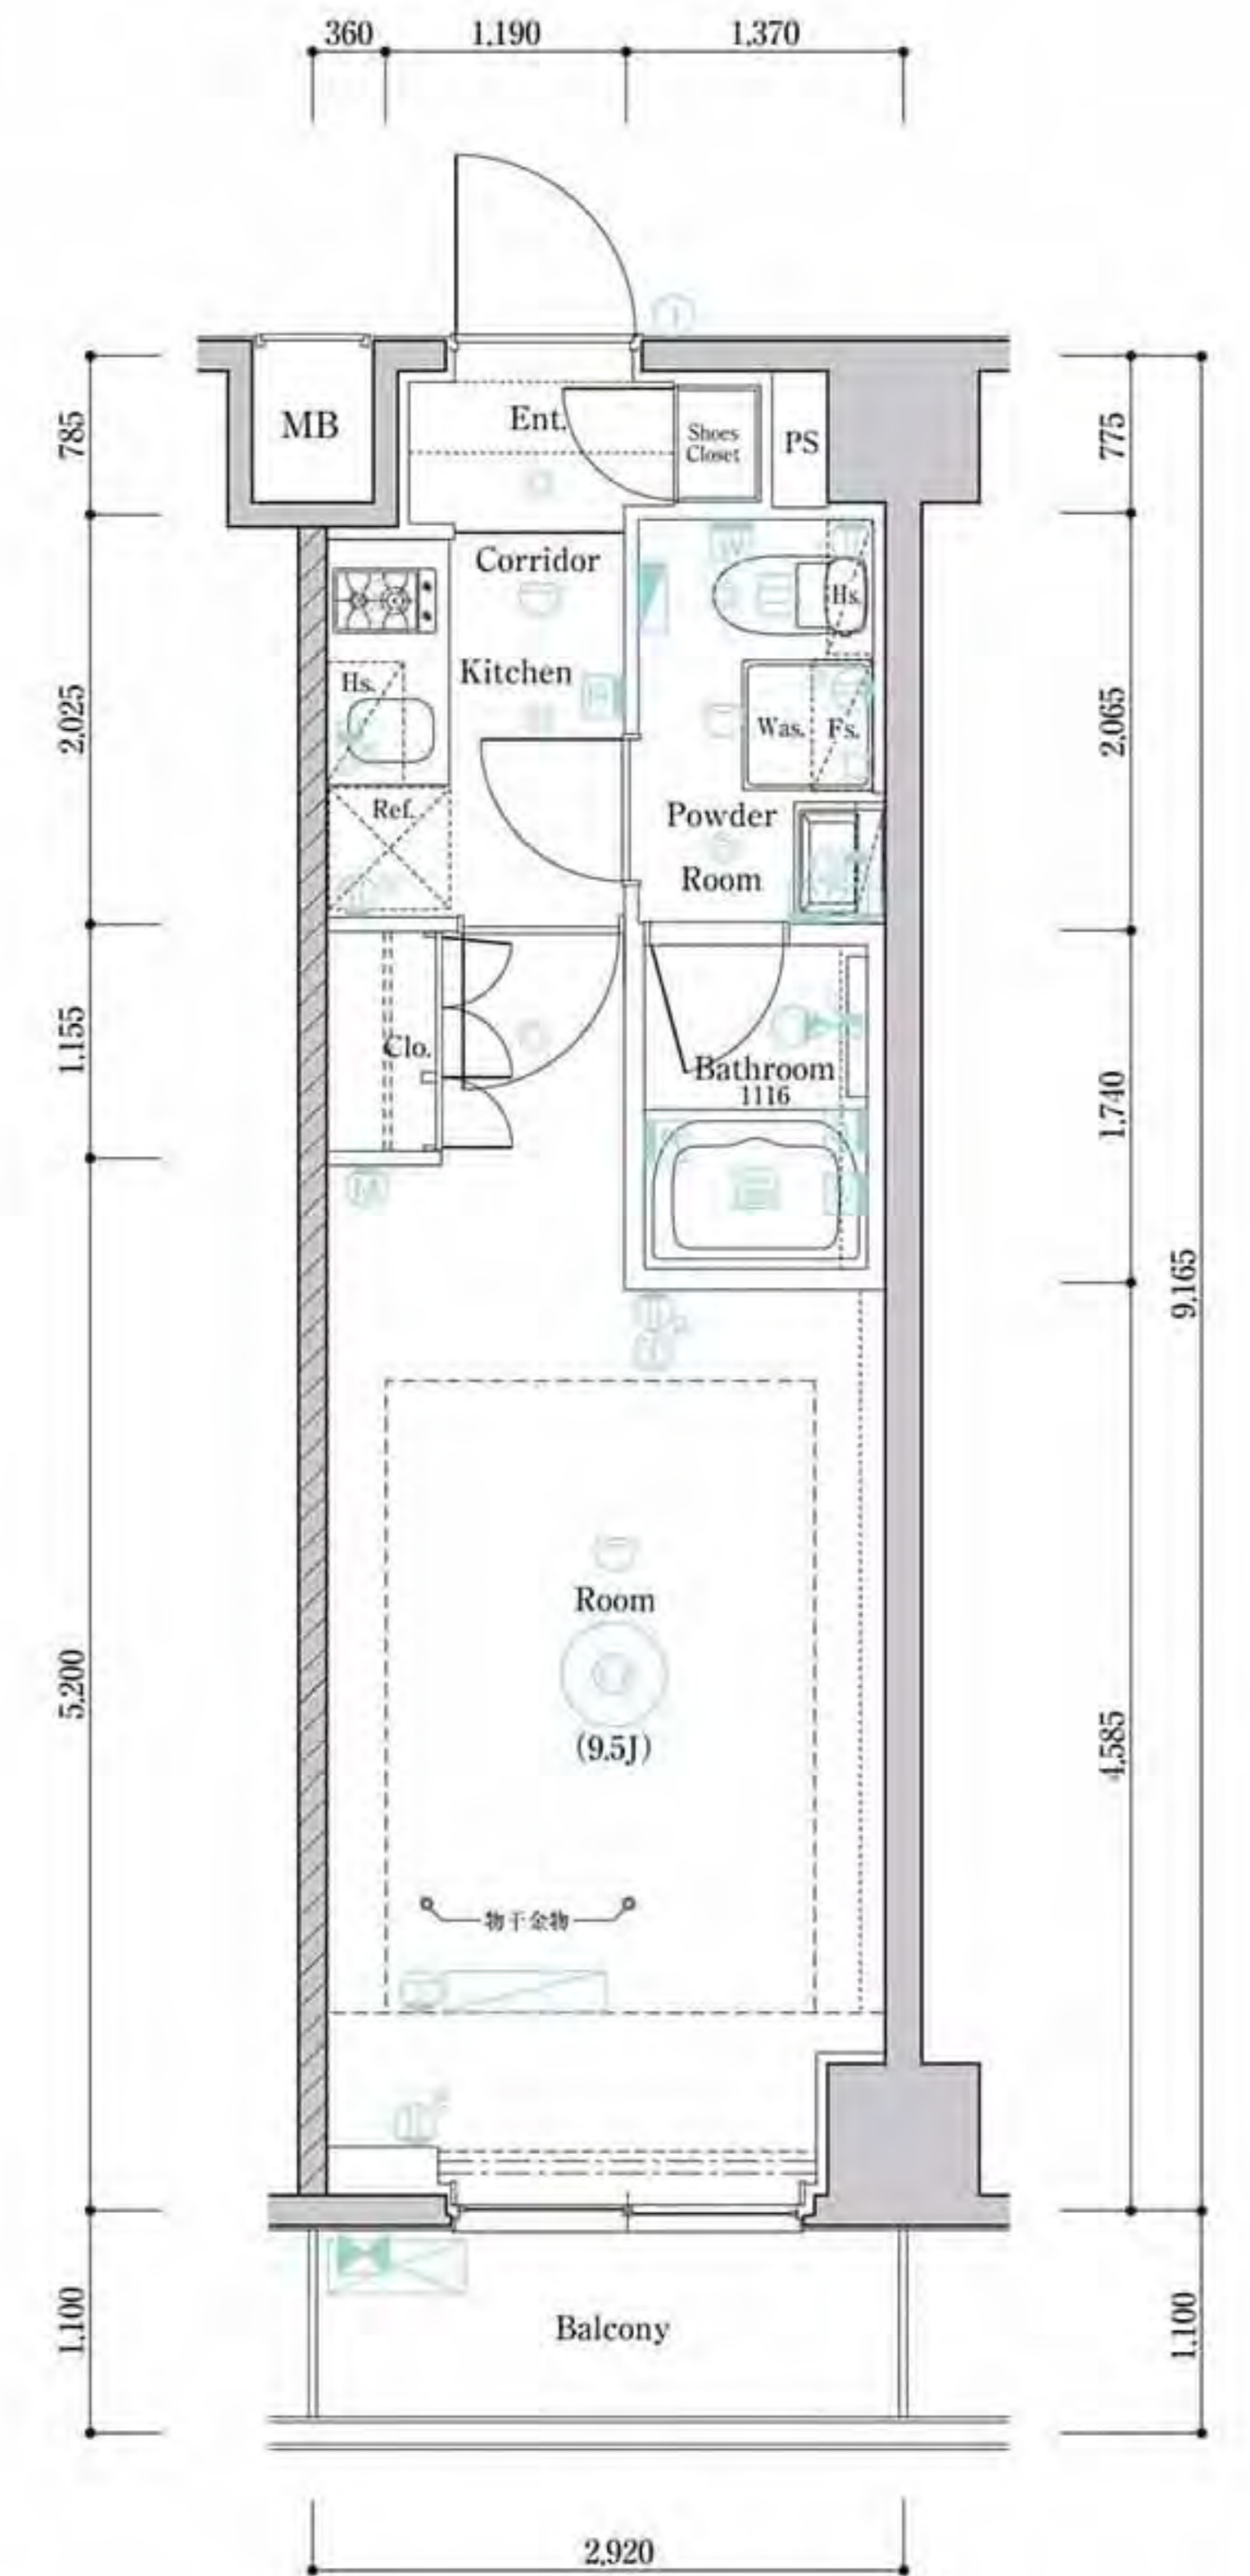 360
1,190
1,370
MB
Ent.
Shoes
Closet
PS
785
775
Corridor
Kitchen
Hs.
Hs.
Was.
Fs.
2,025
2,065
Ref.
Powder
Room
Clo.
1,155
Bathroom
1116
1,740
9,165
Room
(9.5J)
5,200
4,585
物干金物
Balcony
1,100
1,100
2,920